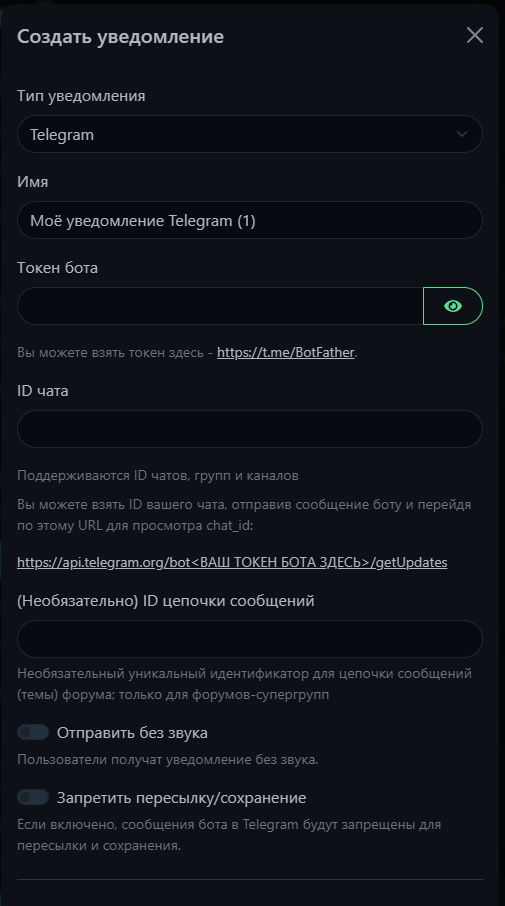 Создать уведомление
Тип уведомления
Telegram
Имя
Моё уведомление Telegram (1)
Токен бота
Вы можете взять токен здесь - https://t.me/BotFather.
ID чата
Поддерживаются ID чатов, групп и каналов
Вы можете взять ID вашего чата, отправив сообщение боту и перейдя
по этому URL для просмотра chat_id:
https://api.telegram.org/bot<ВАШ ТОКЕН БОТА ЗДЕСЬ>/getUpdates
(Необязательно) ID цепочки сообщений
Необязательный уникальный идентификатор для цепочки сообщений
(темы) форума; только для форумов-супергрупп
Отправить без звука
Пользователи получат уведомление без звука.
Запретить пересылку/сохранение
Если включено, сообщения бота в Telegram будут запрещены для
пересылки и сохранения.